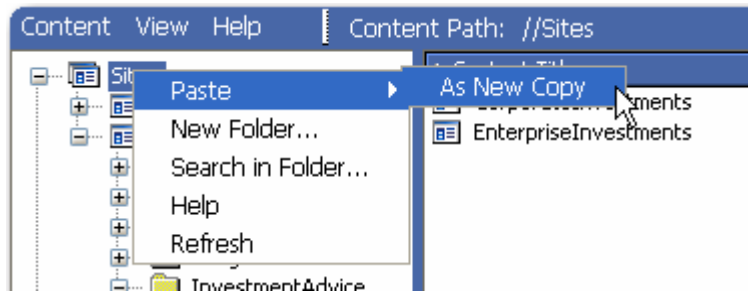 Content View Help Content Path: //Sites
Paste
As New Copy
New Folder...
EnterpriseInvestments
Search in Folder...
Help
Refresh
InvestmentAdvice